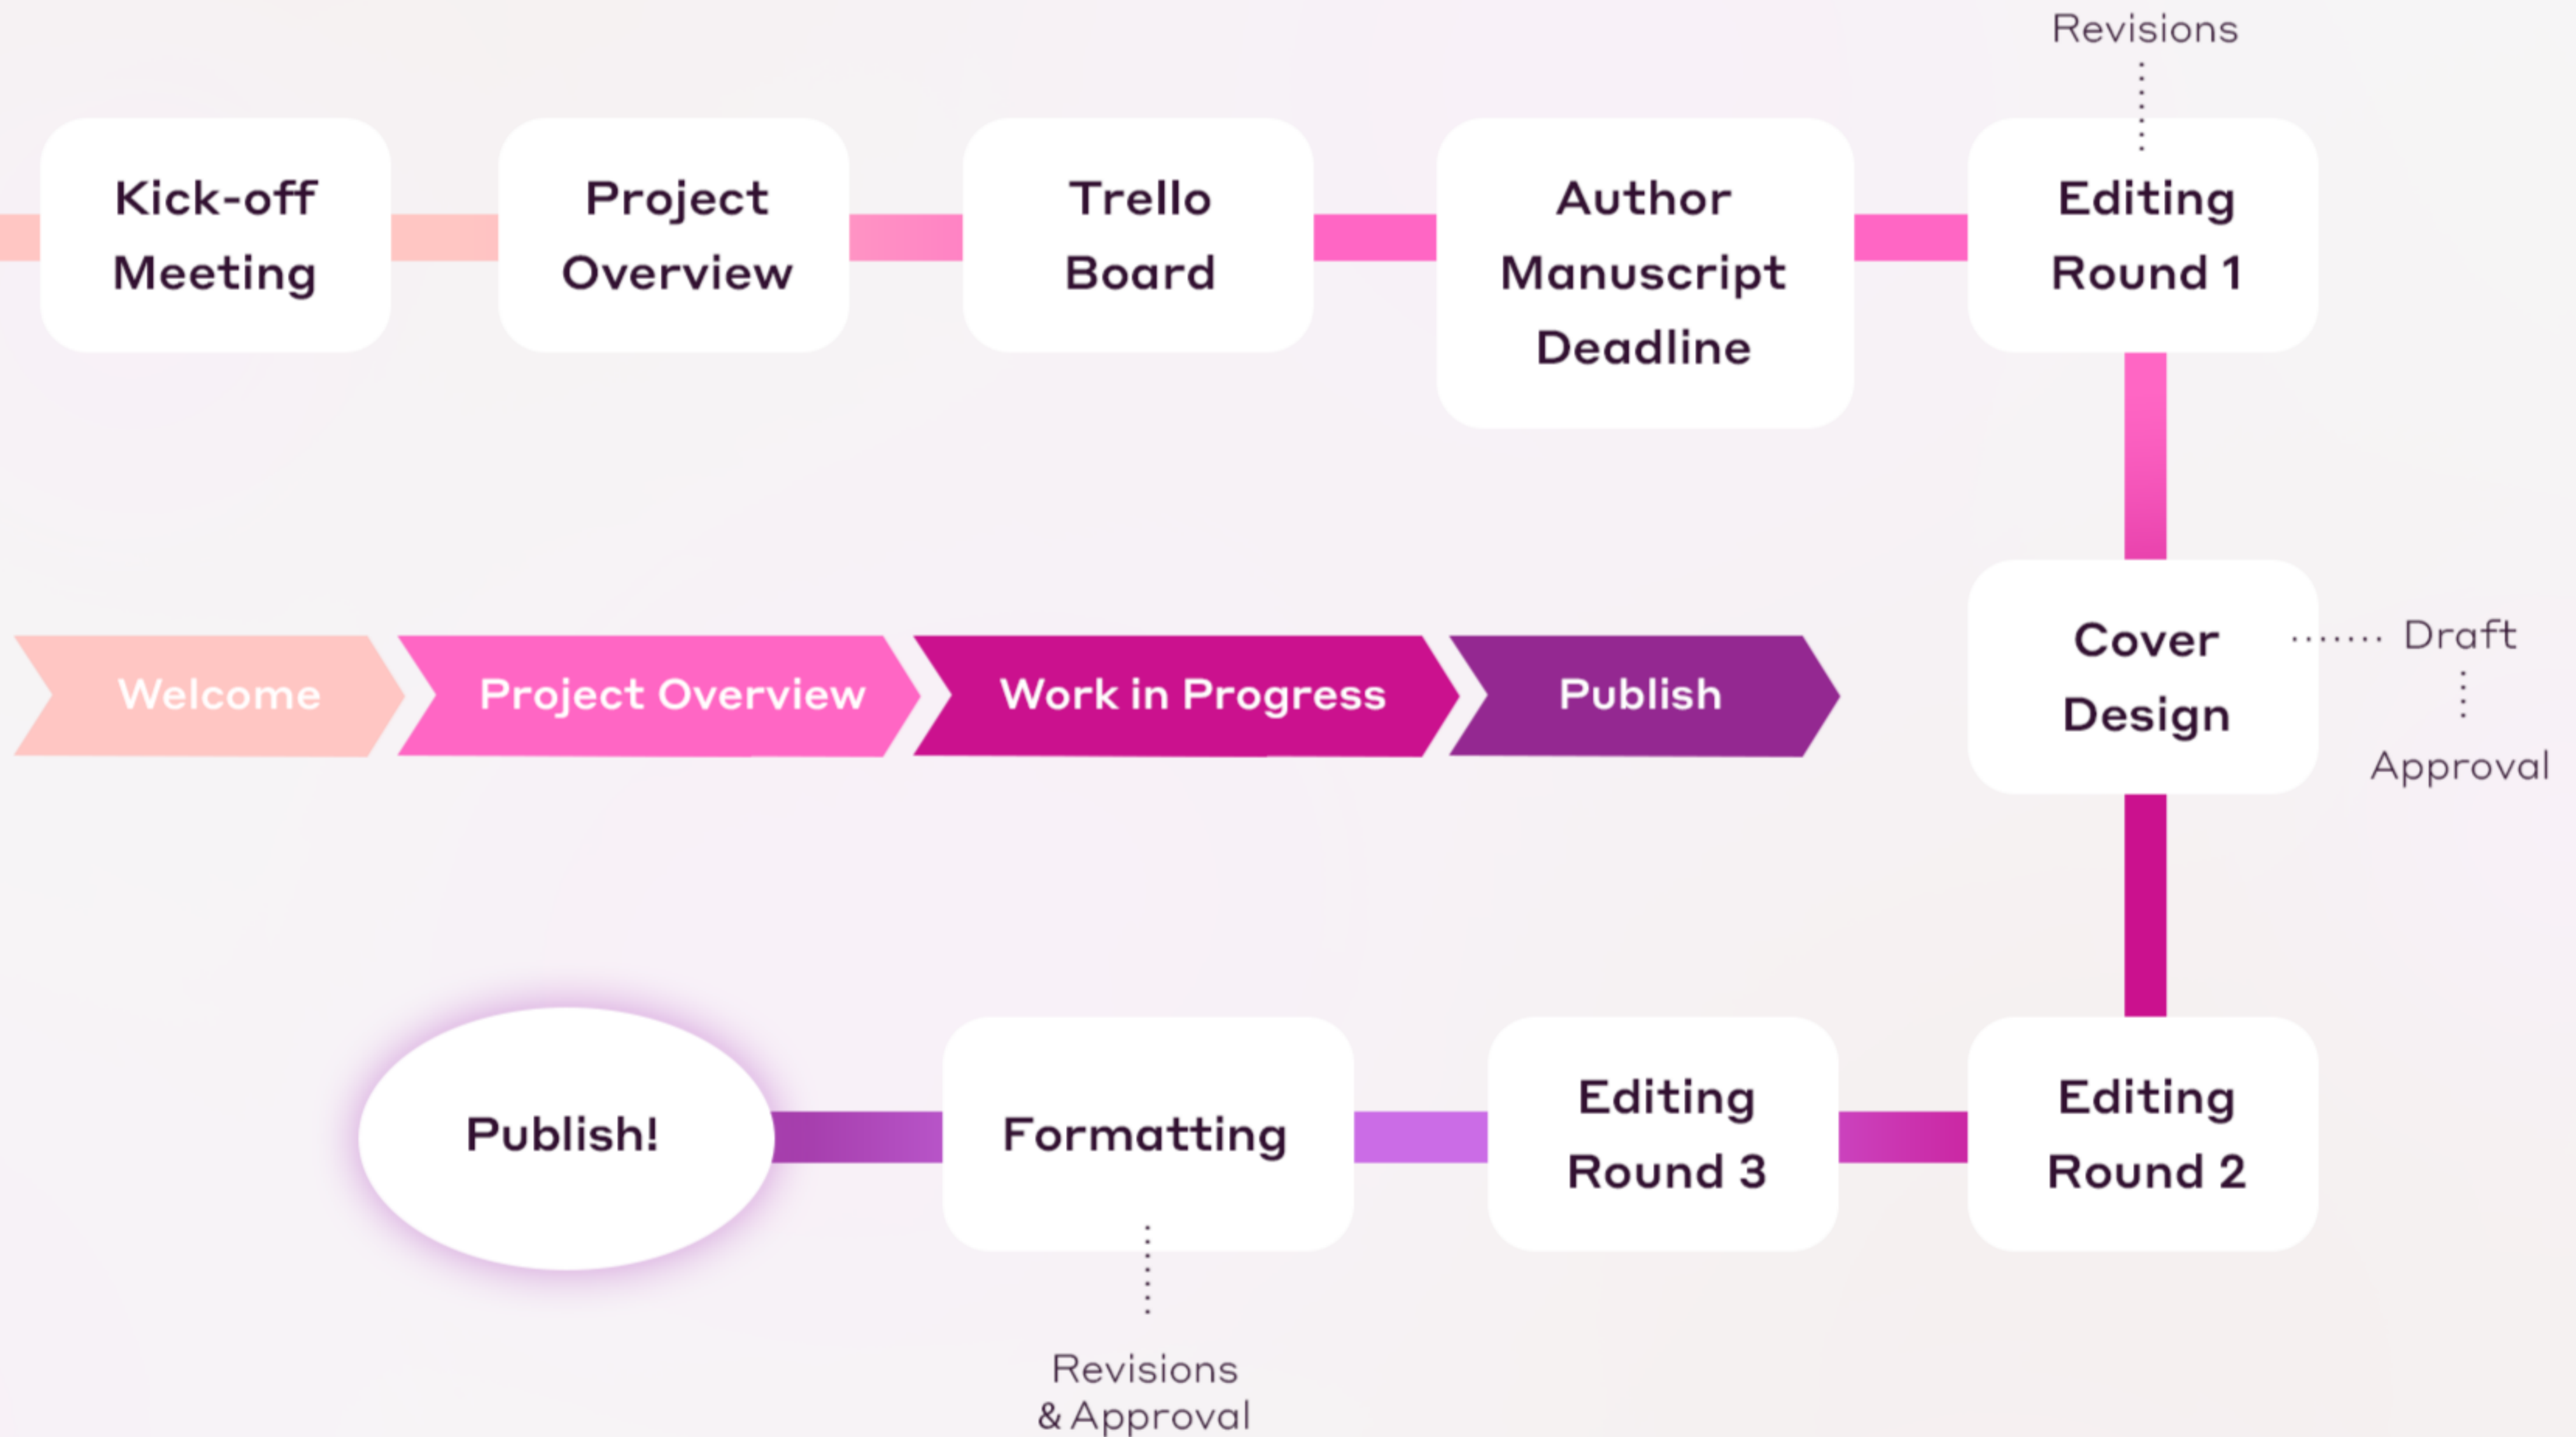 Revisions
Kick-off
Meeting
Project
Overview
Trello
Board
Author
Manuscript
Deadline
Editing
Round 1
Welcome
Project Overview
Work in Progress
Publish
Cover
Design
Draft
Approval
Publish!
Formatting
Editing
Round 3
Editing
Round 2
Revisions
& Approval